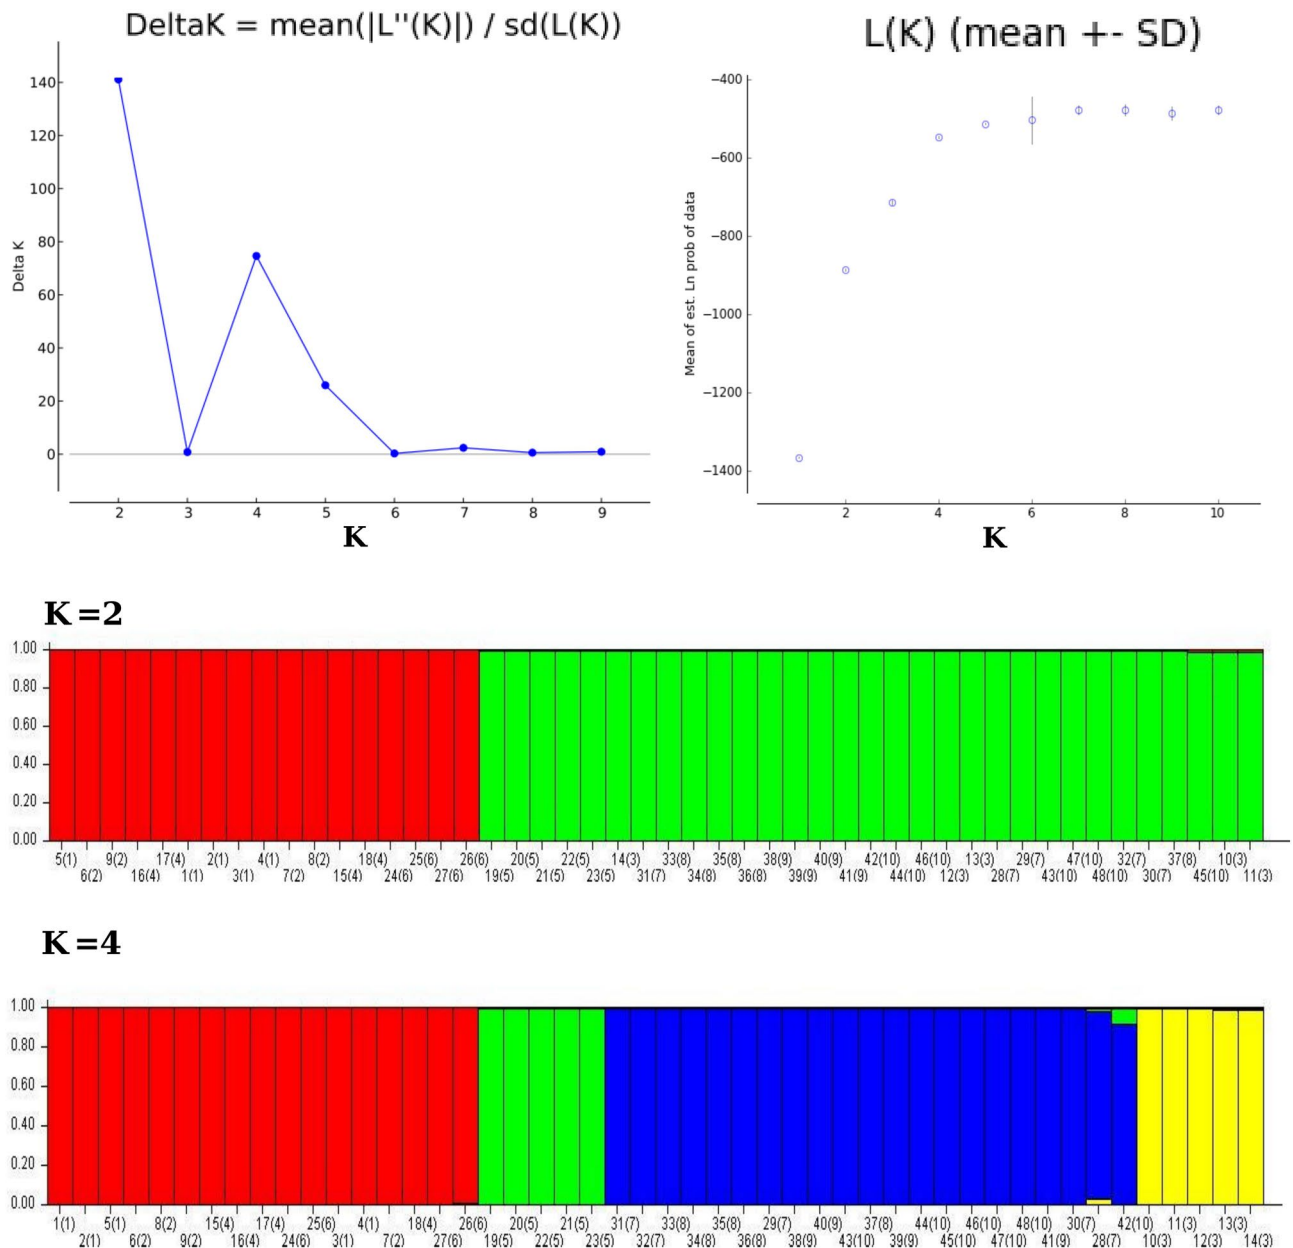 DeltaK = mean(|L''(K)|) / sd(L(K))
140
120
100
80
60
40
20
0
Delta K
2 3 4 5 6 7 8 9
K
L(K) (mean +- SD)
−400
−600
−800
−1000
−1200
−1400
Mean of est. Ln prob of data
2 4 6 8 10
K
K=2
1.00
0.80
0.60
0.40
0.20
0.00
5(1) 9(2) 17(4) 2(1) 4(1) 8(2) 18(4) 25(6) 26(6) 20(5) 22(5) 14(3) 33(8) 35(8) 38(9) 40(9) 42(10) 46(10) 13(3) 29(7) 47(10) 32(7) 37(8) 10(3)
6(2) 16(4) 1(1) 3(1) 7(2) 15(4) 24(6) 27(6) 19(5) 21(5) 23(5) 31(7) 34(8) 36(8) 39(9) 41(9) 44(10) 12(3) 28(7) 43(10) 48(10) 30(7) 45(10) 11(3)
K=4
1.00
0.80
0.60
0.40
0.20
0.00
1(1) 5(1) 8(2) 15(4) 17(4) 25(6) 4(1) 18(4) 26(6) 20(5) 21(5) 31(7) 33(8) 35(8) 29(7) 40(9) 37(8) 44(10) 46(10) 48(10) 30(7) 42(10) 11(3) 13(3)
2(1) 6(2) 9(2) 16(4) 24(6) 3(1) 7(2) 27(6) 19(5) 22(5) 23(5) 32(7) 34(8) 36(8) 38(9) 43(10) 39(9) 45(10) 47(10) 41(9) 28(7) 10(3) 12(3) 14(3)